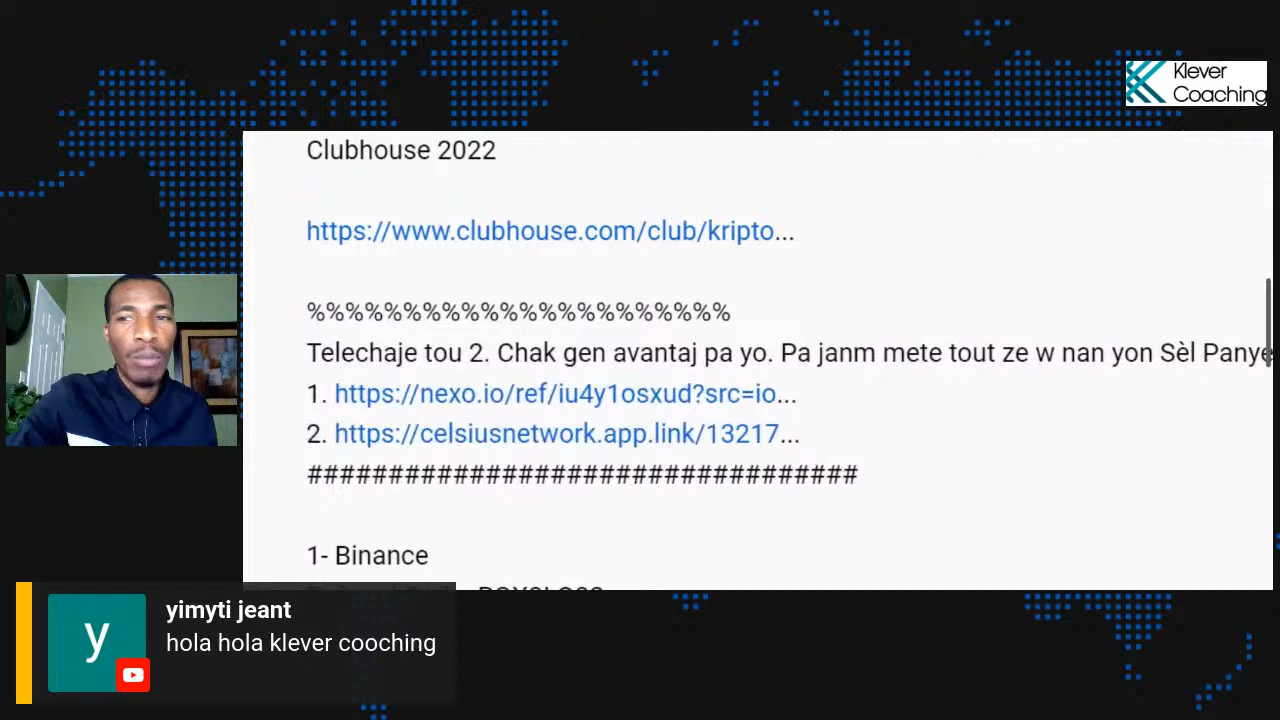 Klever
Coaching
Clubhouse 2022
https://www.clubhouse.com/club/kripto...
%%%%%%%%%%%%%%%%%%%%%%
Telechaje tou 2. Chak gen avantaj pa yo. Pa janm mete tout ze w nan yon Sèl Panye
1. https://nexo.io/ref/iu4y1osxud?src=io...
2. https://celsiusnetwork.app.link/13217...
##################################
1- Binance
y
yimyti jeant
hola hola klever cooching